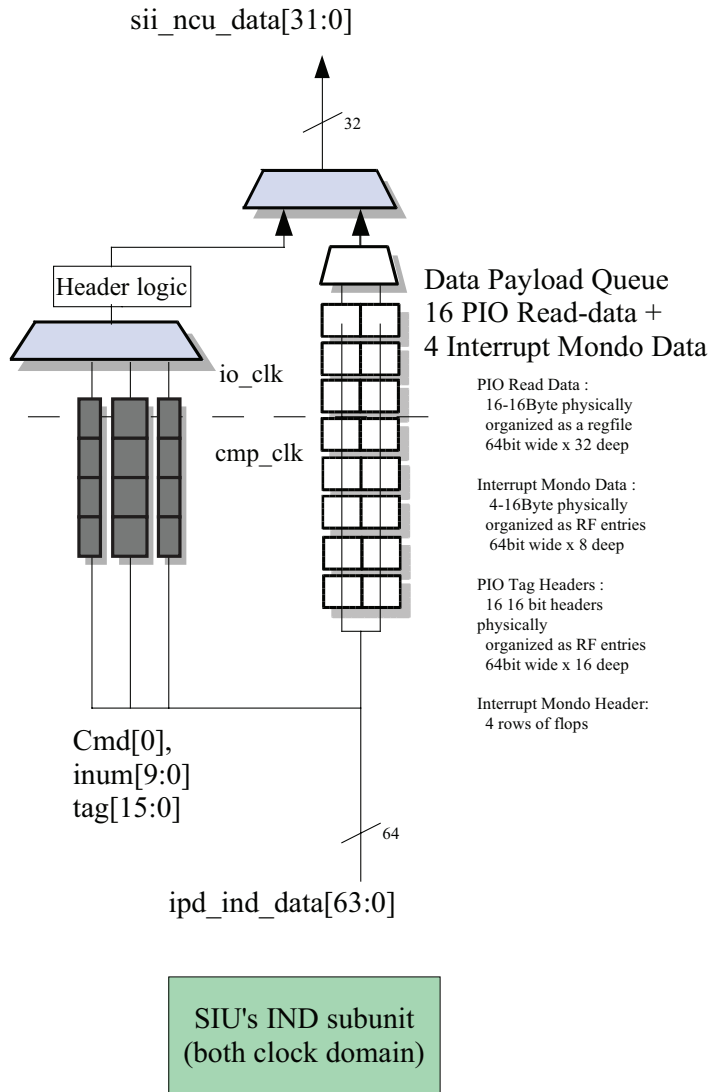 sii_ncu_data[31:0]
32
Header logic
io_clk
cmp_clk
Data Payload Queue
16 PIO Read-data +
4 Interrupt Mondo Data
PIO Read Data :
16-16Byte physically
organized as a regfile
64bit wide x 32 deep
Interrupt Mondo Data :
4-16Byte physically
organized as RF entries
64bit wide x 8 deep
PIO Tag Headers :
16 16 bit headers
physically
organized as RF entries
64bit wide x 16 deep
Interrupt Mondo Header:
4 rows of flops
Cmd[0],
inum[9:0]
tag[15:0]
64
ipd_ind_data[63:0]
SIU's IND subunit
(both clock domain)